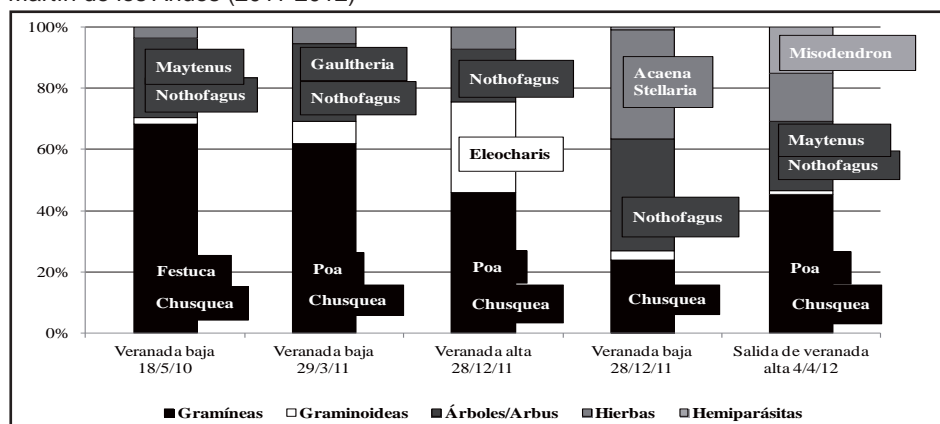 Martín de los Andes (2011-2012)
100%
80%
60%
40%
20%
0%
Maytenus
Nothofagus
Festuca
Chusquea
Gaultheria
Nothofagus
Poa
Chusquea
Nothofagus
Eleocharis
Poa
Chusquea
Acaena
Stellaria
Nothofagus
Chusquea
Misodendron
Maytenus
Nothofagus
Poa
Chusquea
Veranada baja
18/5/10
Veranada baja
29/3/11
Veranada alta
28/12/11
Veranada baja
28/12/11
Salida de veranada
alta 4/4/12
Gramíneas Graminoideas Árboles/Arbus Hierbas Hemiparásitas